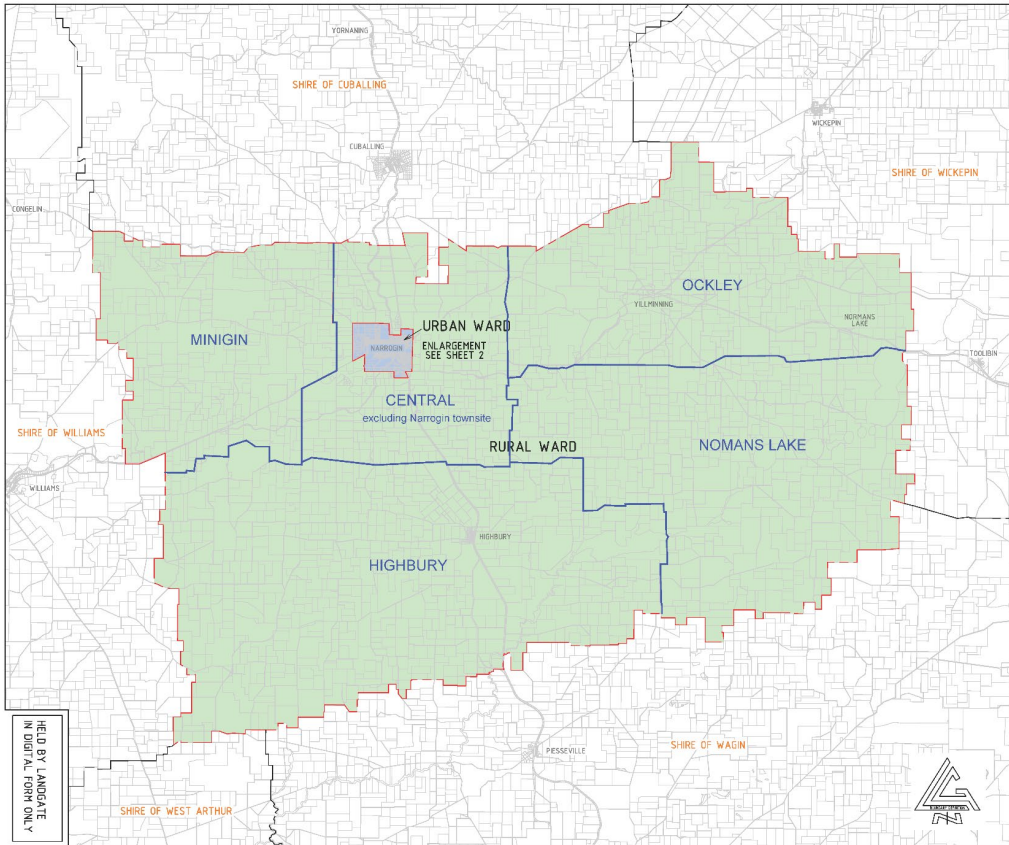 YORNANING
SHIRE OF CUBALLING
WICKEPIN
CUBALLING
SHIRE OF WICKEPIN
CONGELIN
OCKLEY
YILLMINNING
NORMANS
LAKE
MINIGIN
URBAN WARD
ENLARGEMENT
SEE SHEET 2
NARROGIN
TOOLIBIN
CENTRAL
excluding Narrogin townsite
SHIRE OF WILLIAMS
RURAL WARD
NOMANS LAKE
WILLIAMS
HIGHBURY
HIGHBURY
HELD BY LANDGATE
IN DIGITAL FORM ONLY
PIESSEVILLE
SHIRE OF WAGIN
SHIRE OF WEST ARTHUR